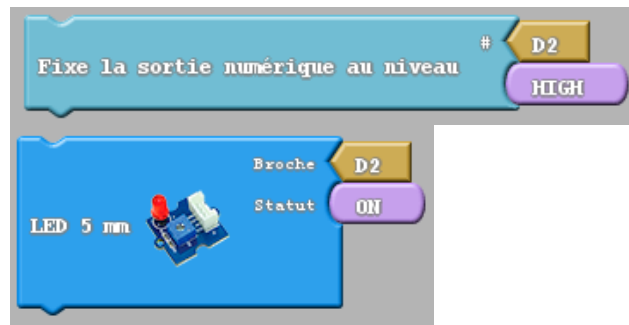 # D2
Fixe la sortie numérique au niveau
HIGH
Broche D2
Statut ON
LED 5 mm